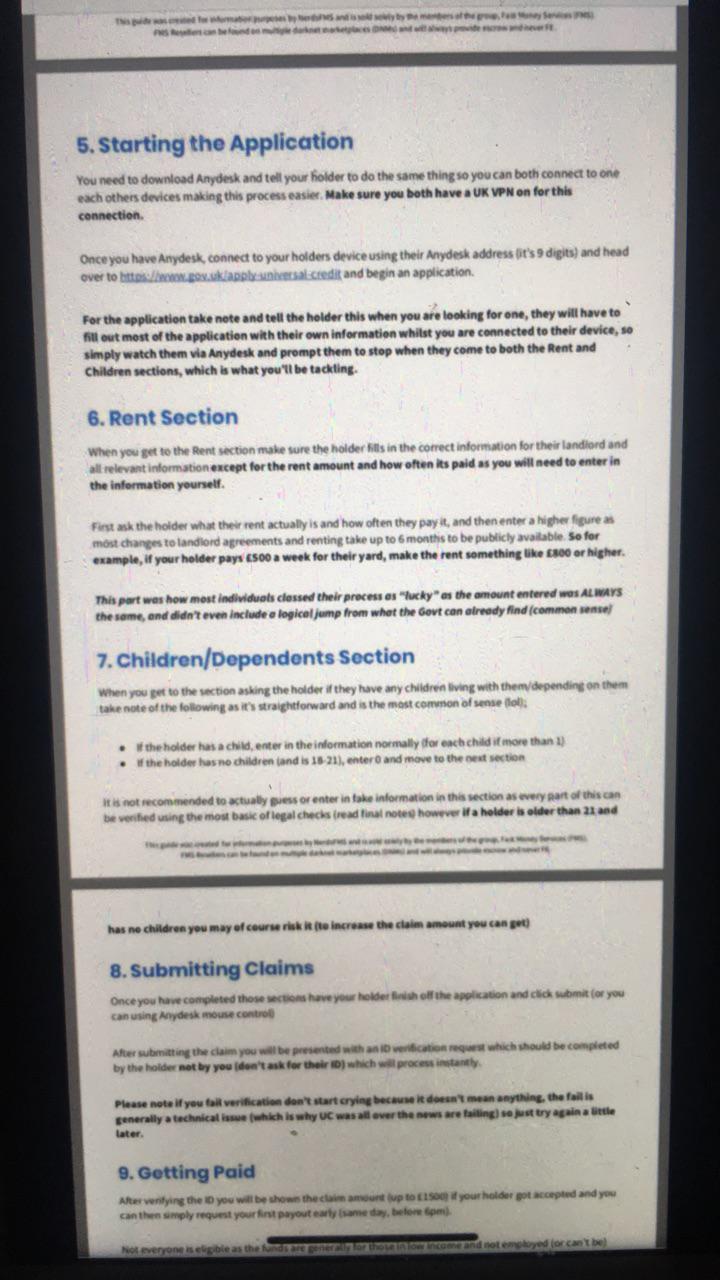 This guide was created for information purposes by NerdsFMS and is sold solely by the members of the group, Fast Money Services (FMS).
FMS Resellers can be found on multiple darknet marketplaces (DNMs) and will always provide escrow and never FE.
5. Starting the Application
You need to download Anydesk and tell your holder to do the same thing so you can both connect to one
each others devices making this process easier. Make sure you both have a UK VPN on for this
connection.
Once you have Anydesk, connect to your holders device using their Anydesk address (it's 9 digits) and head
over to https://www.gov.uk/apply-universal-credit and begin an application.
For the application take note and tell the holder this when you are looking for one, they will have to
fill out most of the application with their own information whilst you are connected to their device, so
simply watch them via Anydesk and prompt them to stop when they come to both the Rent and
Children sections, which is what you'll be tackling.
6. Rent Section
When you get to the Rent section make sure the holder fills in the correct information for their landlord and
all relevant information except for the rent amount and how often its paid as you will need to enter in
the information yourself.
First ask the holder what their rent actually is and how often they pay it, and then enter a higher figure as
most changes to landlord agreements and renting take up to 6 months to be publicly available. So for
example, if your holder pays £500 a week for their yard, make the rent something like £800 or higher.
This part was how most individuals classed their process as "lucky" as the amount entered was ALWAYS
the same, and didn't even include a logical jump from what the Govt can already find (common sense)
7. Children/Dependents Section
When you get to the section asking the holder if they have any children living with them/depending on them
take note of the following as it's straightforward and is the most common of sense (lol);
• If the holder has a child, enter in the information normally (for each child if more than 1)
• If the holder has no children (and is 18-21), enter 0 and move to the next section
It is not recommended to actually guess or enter in fake information in this section as every part of this can
be verified using the most basic of legal checks (read final notes) however if a holder is older than 21 and
This guide was created for information purposes by NerdsFMS and is sold solely by the members of the group, Fast Money Services (FMS).
FMS Resellers can be found on multiple darknet marketplaces (DNMs) and will always provide escrow and never FE.
has no children you may of course risk it (to increase the claim amount you can get)
8. Submitting Claims
Once you have completed those sections have your holder finish off the application and click submit (or you
can using Anydesk mouse control)
After submitting the claim you will be presented with an ID verification request which should be completed
by the holder not by you (don't ask for their ID) which will process instantly.
Please note if you fail verification don't start crying because it doesn't mean anything, the fail is
generally a technical issue (which is why UC was all over the news are failing) so just try again a little
later.
9. Getting Paid
After verifying the ID you will be shown the claim amount (up to £1500) if your holder got accepted and you
can then simply request your first payout early (same day, before 6pm).
Not everyone is eligible as the funds are generally for those in low income and not employed (or can't be)